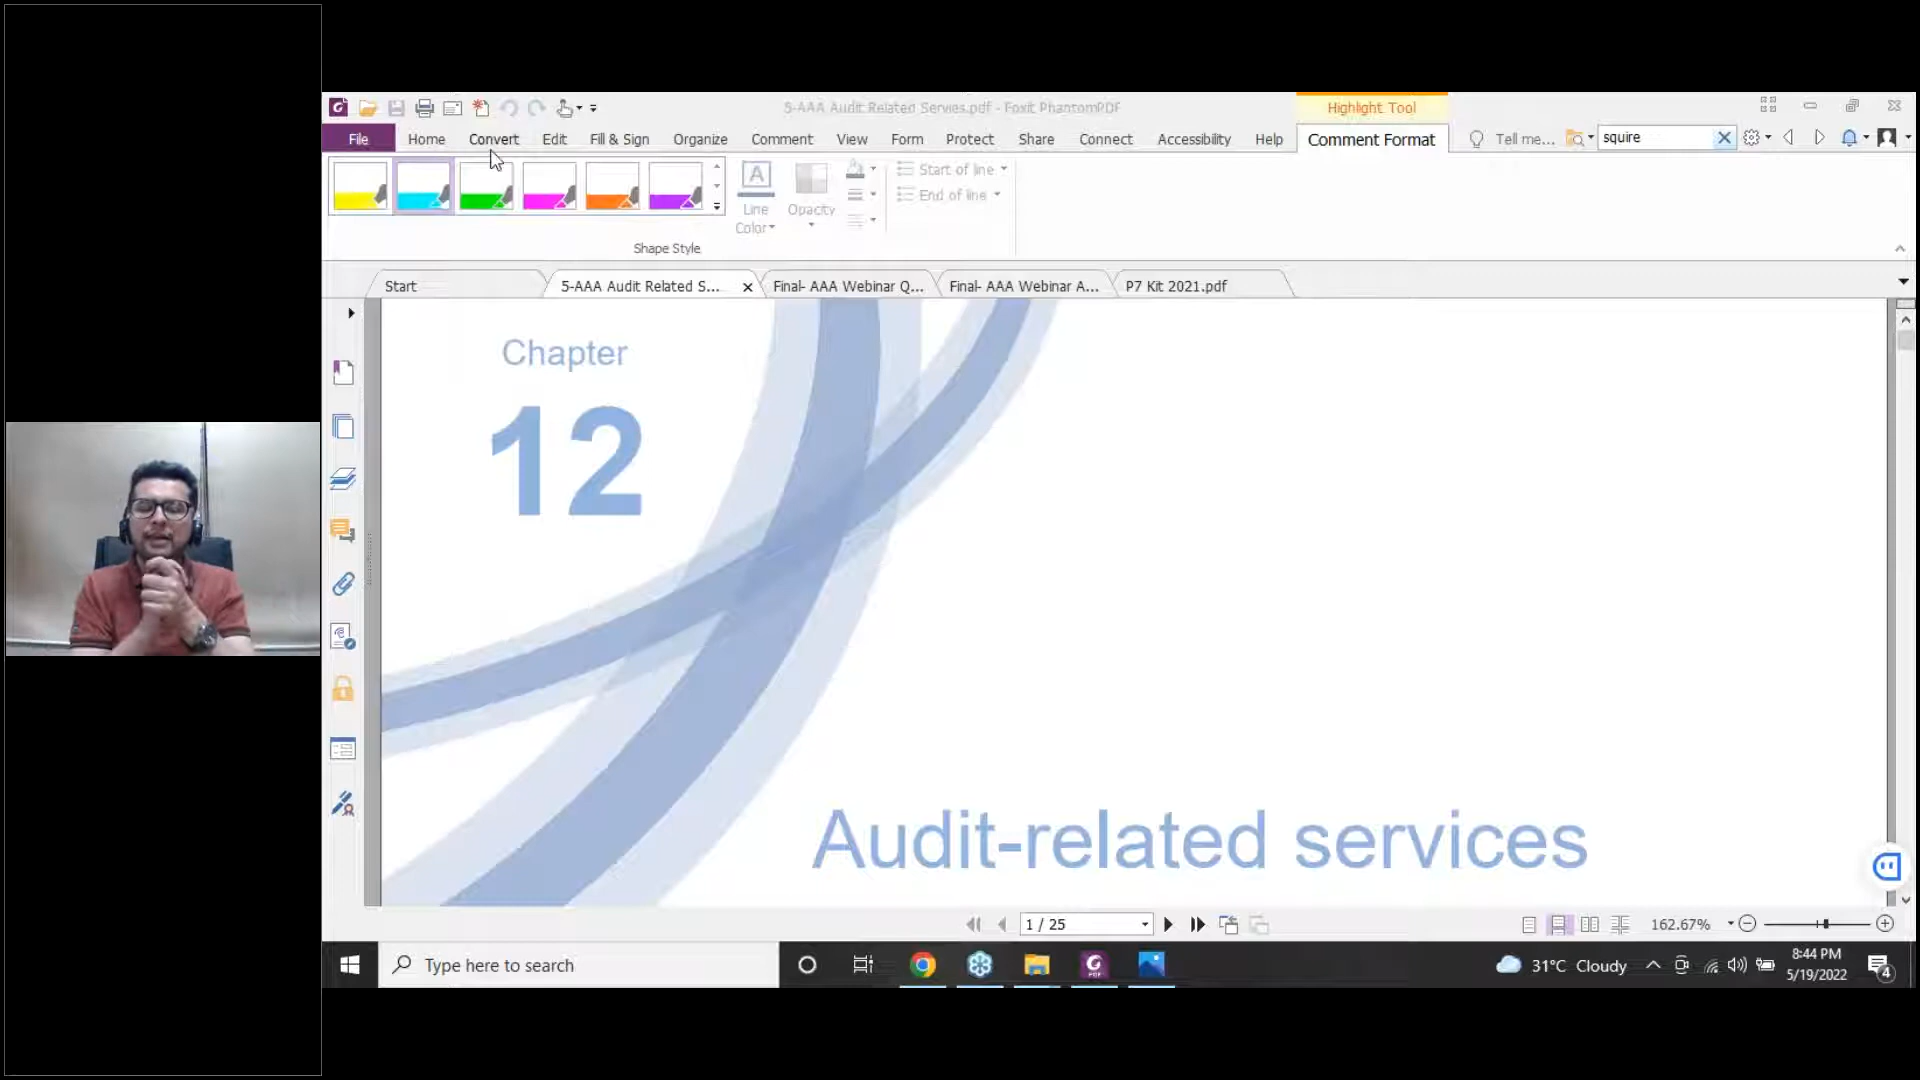 5-AAA Audit Related Servies.pdf - Foxit PhantomPDF
Highlight Tool
File Home Convert Edit Fill & Sign Organize Comment View Form Protect Share Connect Accessibility Help Comment Format Tell me... squire
Line Color
Opacity
Start of line
End of line
Shape Style
Start
5-AAA Audit Related S...
Final- AAA Webinar Q...
Final- AAA Webinar A...
P7 Kit 2021.pdf
Chapter
12
Audit-related services
1 / 25
162.67%
Type here to search
31°C Cloudy
8:44 PM
5/19/2022
4